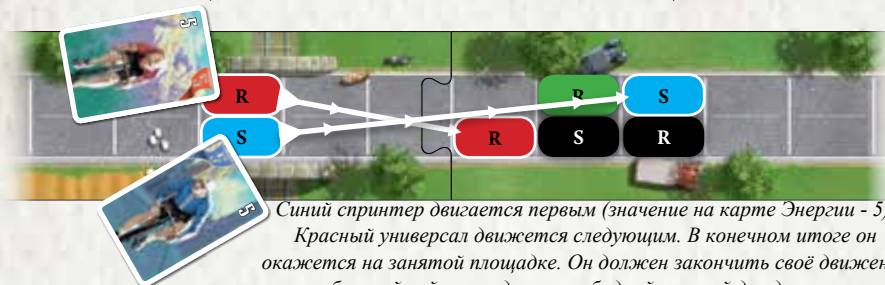 5
R
R
S
S
R
S
R
5
Синий спринтер двигается первым (значение на карте Энергии - 5)
Красный универсал движется следующим. В конечном итоге он
окажется на занятой площадке. Он должен закончить своё движен